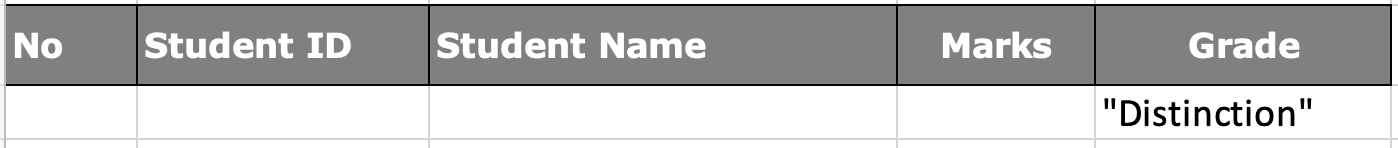 No Student ID Student Name Marks Grade
"Distinction"